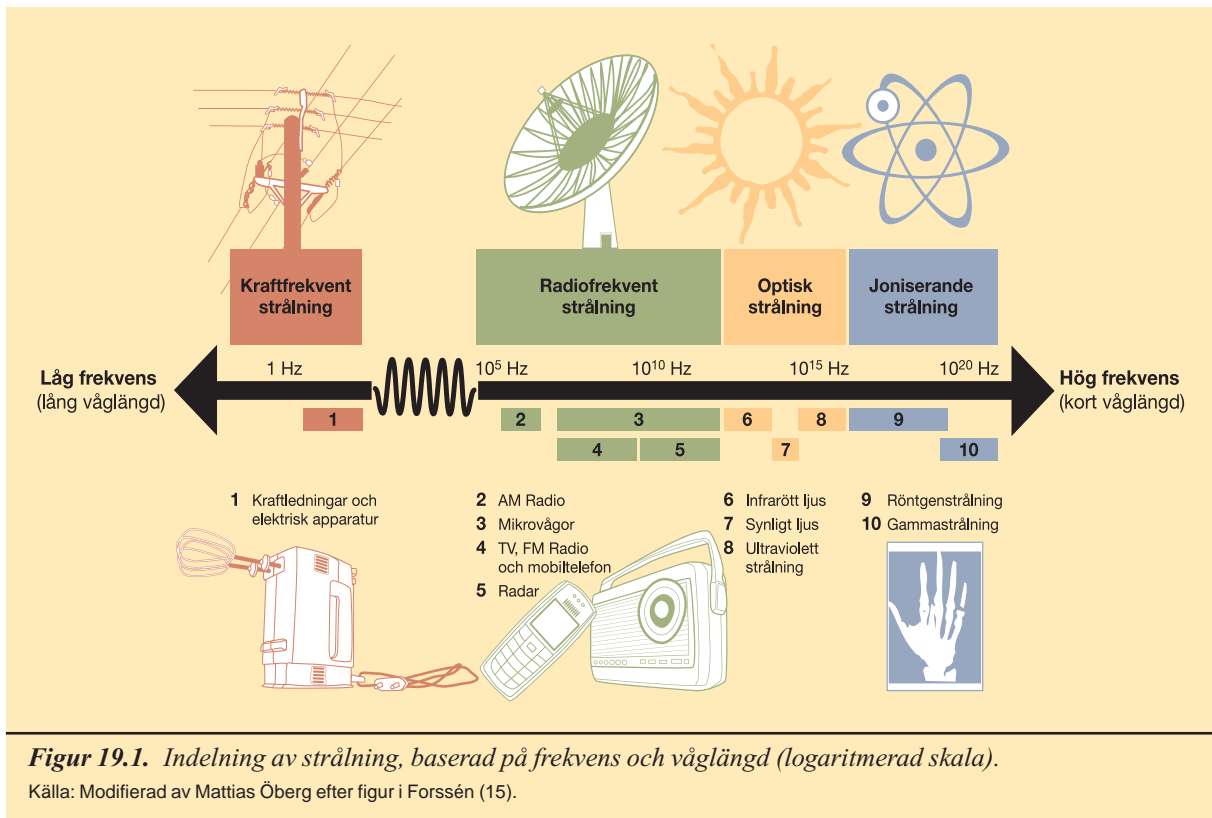 Kraftfrekvent
strålning
Radiofrekvent
strålning
Optisk
strålning
Joniserande
strålning
Låg frekvens
(lång våglängd)
1 Hz
10⁵ Hz
10¹⁰ Hz
10¹⁵ Hz
10²⁰ Hz
Hög frekvens
(kort våglängd)
1
2
3
6
8
9
4
5
7
10
1 Kraftledningar och
elektrisk apparatur
2 AM Radio
3 Mikrovågor
4 TV, FM Radio
och mobiltelefon
5 Radar
6 Infrarött ljus
7 Synligt ljus
8 Ultraviolett
strålning
9 Röntgenstrålning
10 Gammastrålning
Figur 19.1. Indelning av strålning, baserad på frekvens och våglängd (logaritmerad skala).
Källa: Modifierad av Mattias Öberg efter figur i Forssén (15).